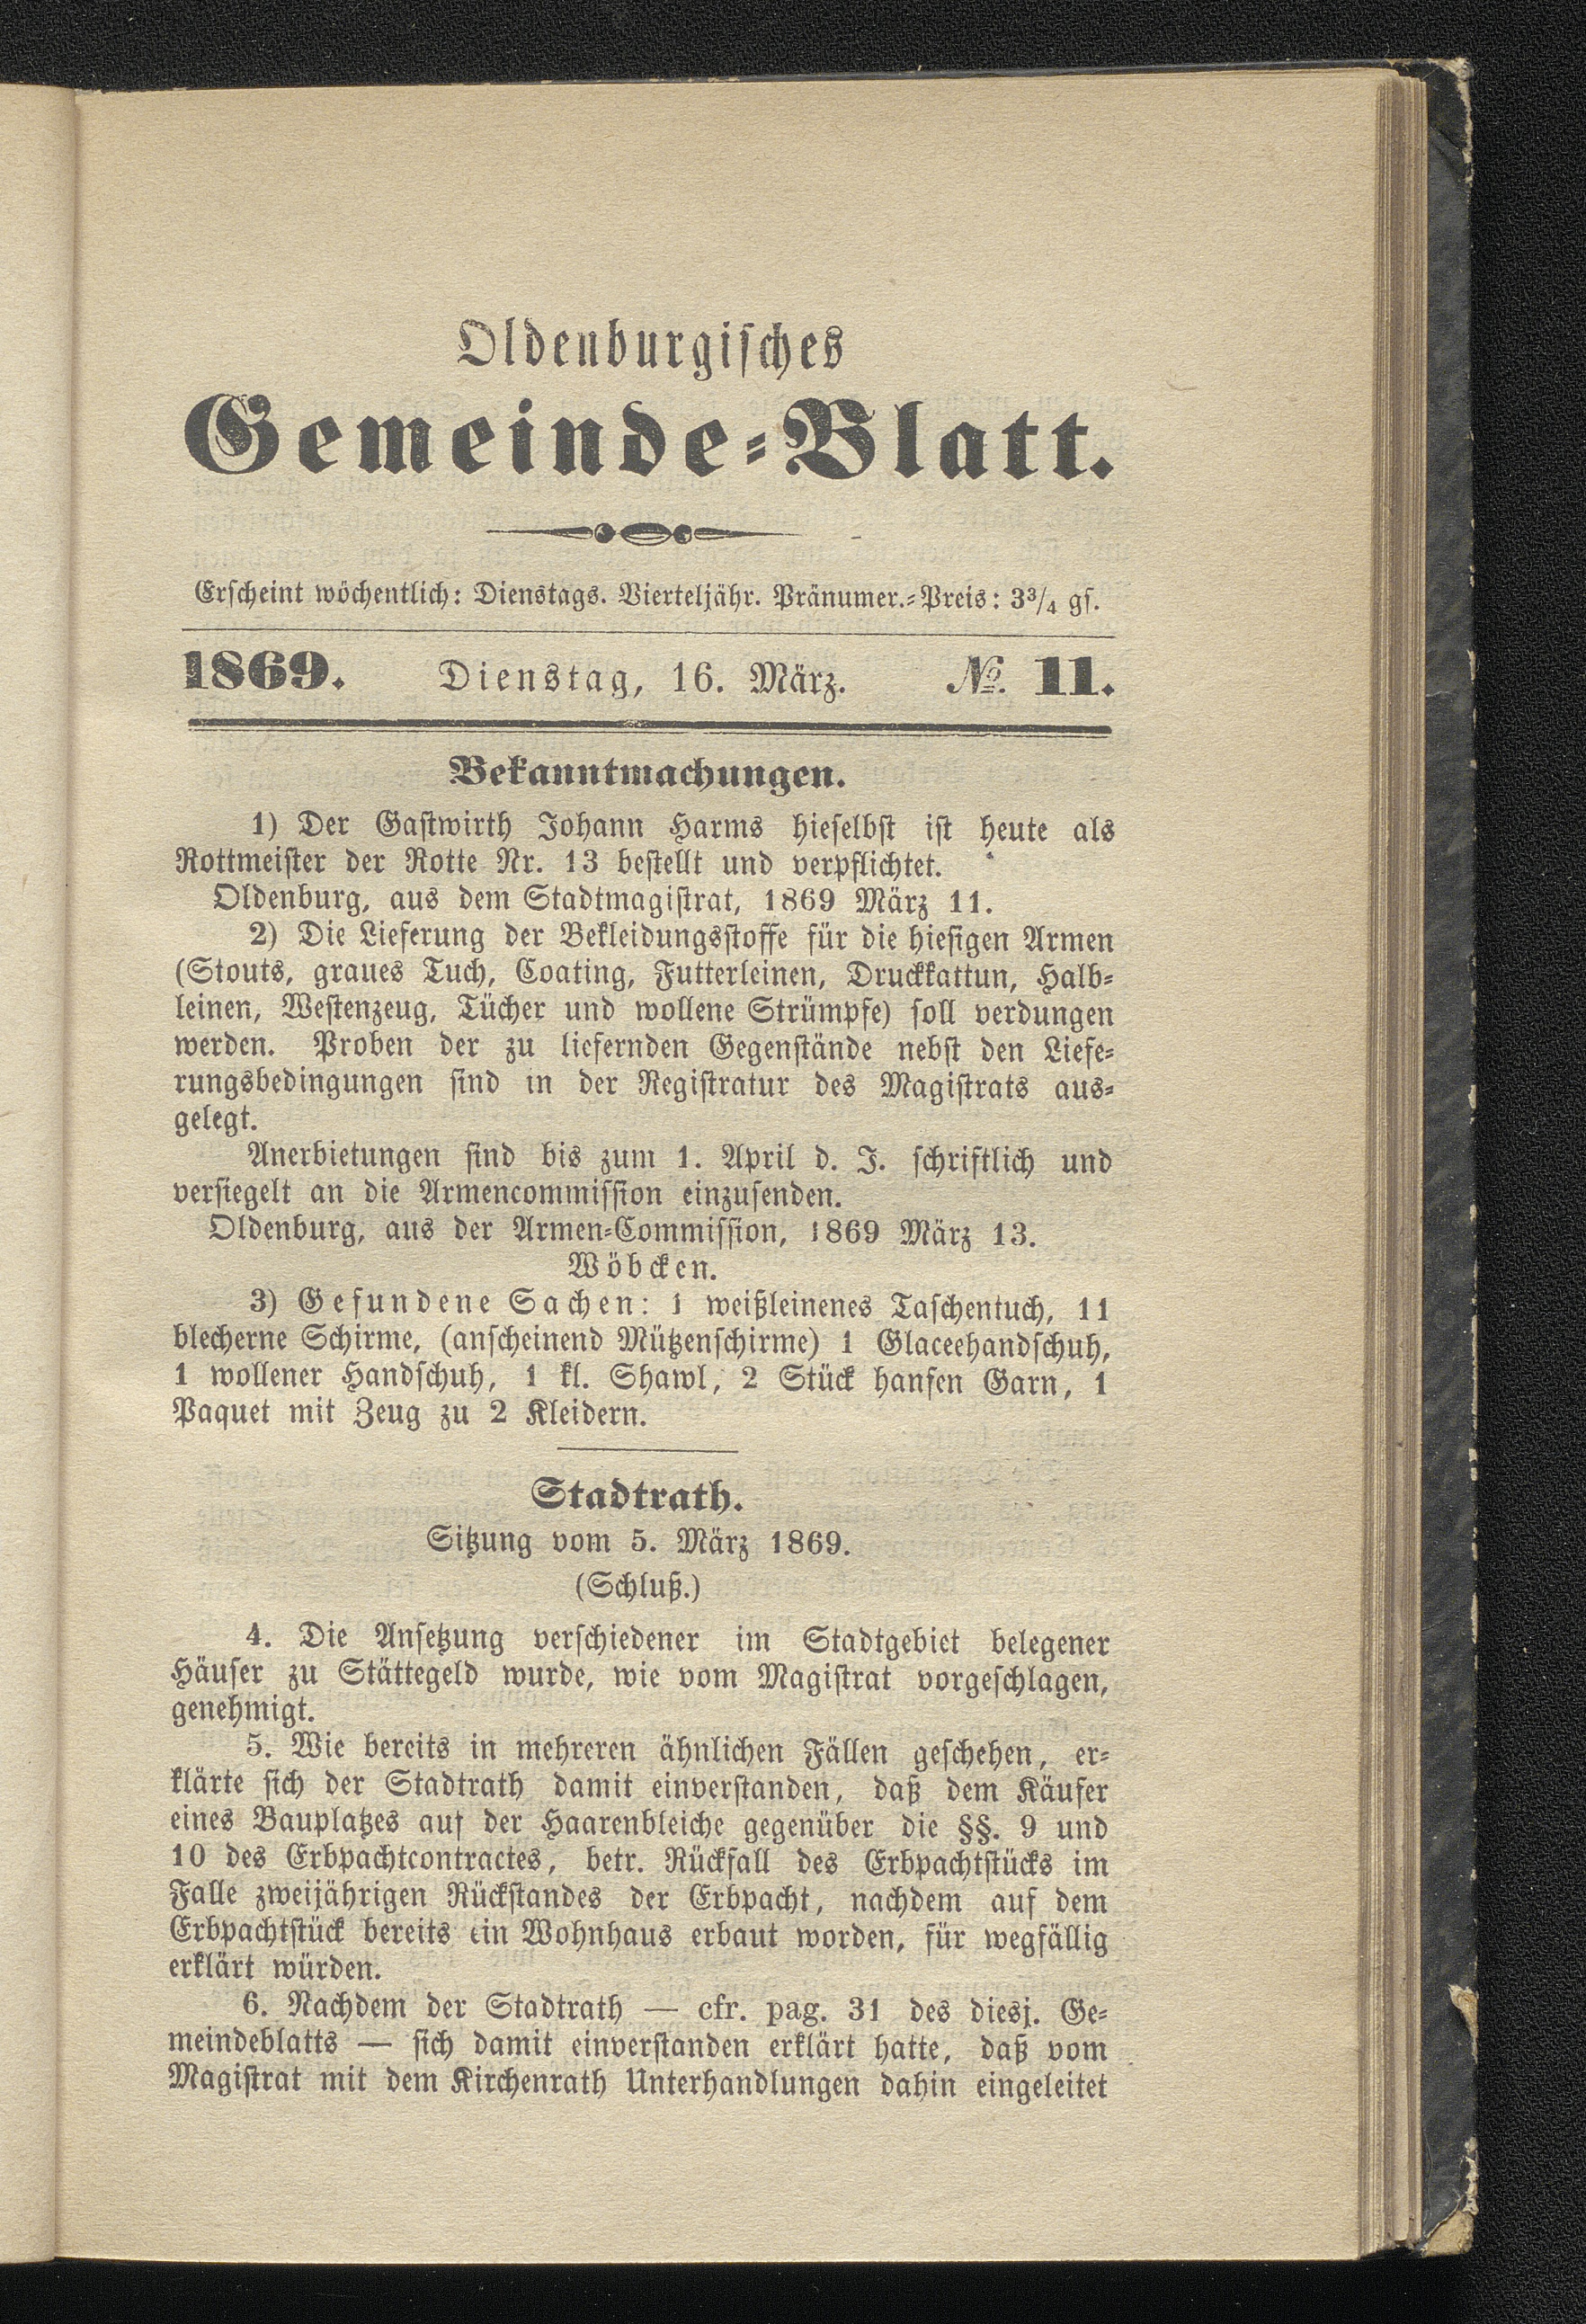 Oldenburgisches
Gemeinde-Blatt.
Erscheint wöchentlich: Dienstags. Vierteljähr. Pränumer.-Preis: 3³/₄ gs.
1869. Dienstag, 16. März. No. 11.
Bekanntmachungen.
1) Der Gastwirth Johann Harms hieselbst ist heute als
Rottmeister der Rotte Nr. 13 bestellt und verpflichtet.
Oldenburg, aus dem Stadtmagistrat, 1869 März 11.
2) Die Lieferung der Bekleidungsstoffe für die hiesigen Armen
(Stouts, graues Tuch, Coating, Futterleinen, Druckkattun, Halb-
leinen, Westenzeug, Tücher und wollene Strümpfe) soll verdungen
werden. Proben der zu liefernden Gegenstände nebst den Liefe-
rungsbedingungen sind in der Registratur des Magistrats aus-
gelegt.
Anerbietungen sind bis zum 1. April d. J. schriftlich und
versiegelt an die Armencommission einzusenden.
Oldenburg, aus der Armen-Commission, 1869 März 13.
Wöbcken.
3) Gefundene Sachen: 1 weißleinenes Taschentuch, 11
blecherne Schirme, (anscheinend Mützenschirme) 1 Glaceehandschuh,
1 wollener Handschuh, 1 kl. Shawl, 2 Stück hansen Garn, 1
Paquet mit Zeug zu 2 Kleidern.
Stadtrath.
Sitzung vom 5. März 1869.
(Schluß.)
4. Die Ansetzung verschiedener im Stadtgebiet belegener
Häuser zu Stättegeld wurde, wie vom Magistrat vorgeschlagen,
genehmigt.
5. Wie bereits in mehreren ähnlichen Fällen geschehen, er-
klärte sich der Stadtrath damit einverstanden, daß dem Käufer
eines Bauplatzes auf der Haarenbleiche gegenüber die §§. 9 und
10 des Erbpachtcontractes, betr. Rückfall des Erbpachtstücks im
Falle zweijährigen Rückstandes der Erbpacht, nachdem auf dem
Erbpachtstück bereits ein Wohnhaus erbaut worden, für wegfällig
erklärt würden.
6. Nachdem der Stadtrath — cfr. pag. 31 des diesj. Ge-
meindeblatts — sich damit einverstanden erklärt hatte, daß vom
Magistrat mit dem Kirchenrath Unterhandlungen dahin eingeleitet